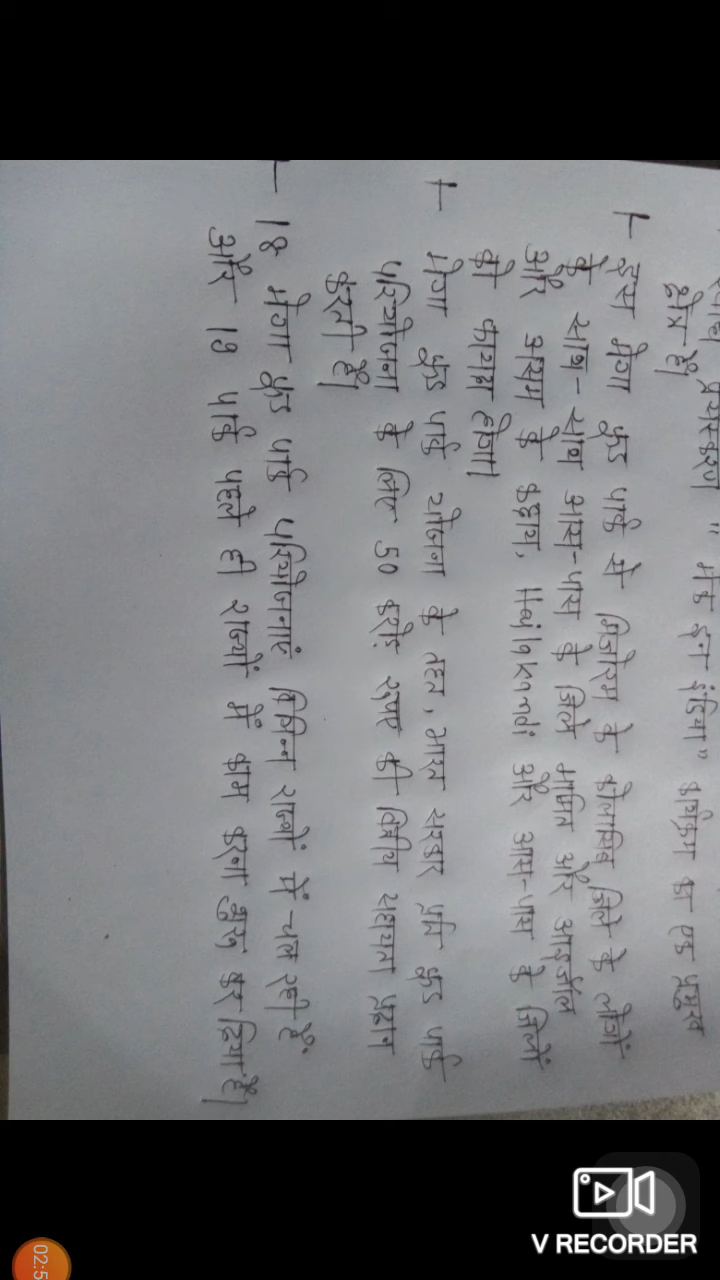 प्रसंस्करण "मेक इन इंडिया" कार्यक्रम का एक प्रमुख
क्षेत्र है।
इस मेगा फूड पार्क से मिजोरम के कोलासिब जिले के लोगों
के साथ-साथ आस-पास के जिले मामित और आइजोल
और असम के कछार, Hailakandi और आस-पास के जिलों
को फायदा होगा।
मेगा फूड पार्क योजना के तहत, भारत सरकार प्रति फूड पार्क
परियोजना के लिए 50 करोड़ रुपए की वित्तीय सहायता प्रदान
करती है।
18 मेगा फूड पार्क परियोजनाएं विभिन्न राज्यों में चल रही हैं
और 19 पार्क पहले ही राज्यों में काम करना शुरू कर दिया है।
V RECORDER
02:5